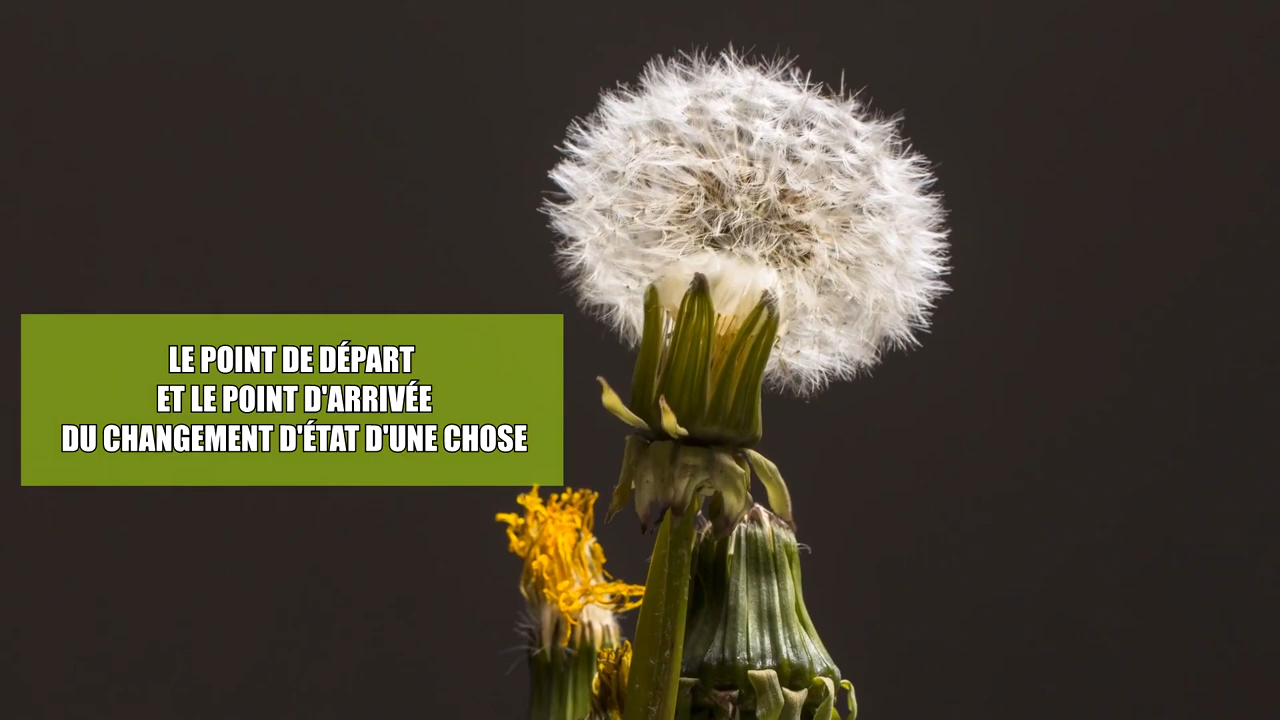 LE POINT DE DÉPART
ET LE POINT D'ARRIVÉE
DU CHANGEMENT D'ÉTAT D'UNE CHOSE